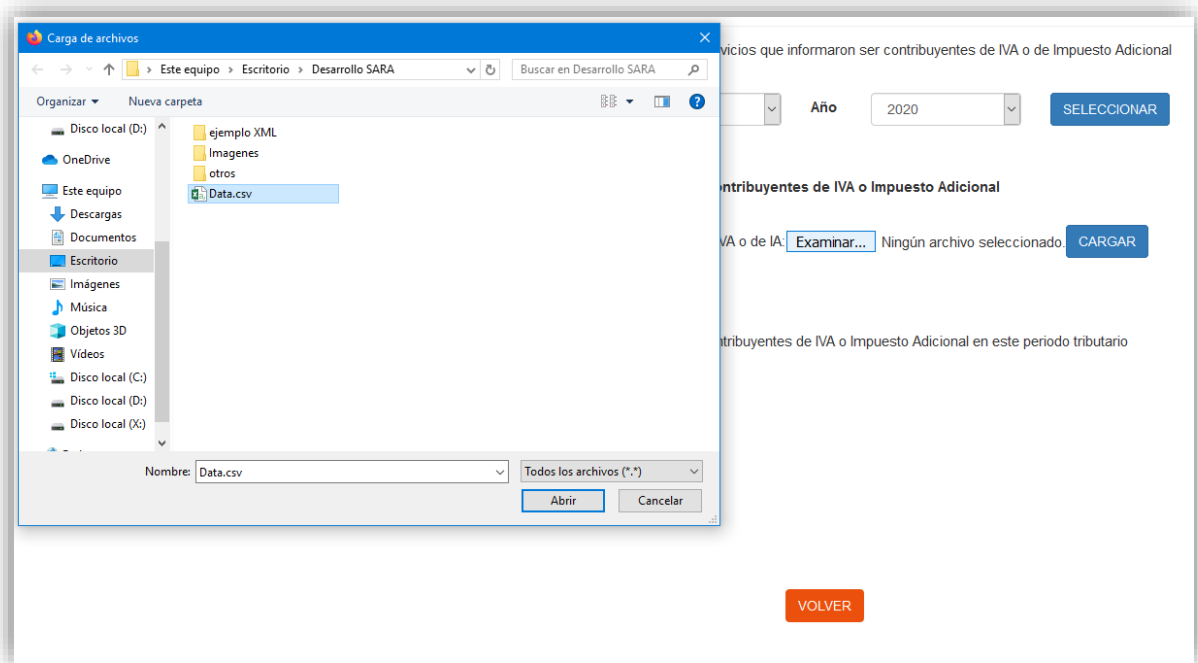 Carga de archivos
Este equipo > Escritorio > Desarrollo SARA
Buscar en Desarrollo SARA
Organizar
Nueva carpeta
Disco local (D:)
OneDrive
Este equipo
Descargas
Documentos
Escritorio
Imágenes
Música
Objetos 3D
Vídeos
Disco local (C:)
Disco local (D:)
Disco local (X:)
ejemplo XML
Imagenes
otros
Data.csv
Nombre: Data.csv
Todos los archivos (*.*)
Abrir
Cancelar
vicios que informaron ser contribuyentes de IVA o de Impuesto Adicional
Año
2020
SELECCIONAR
ntribuyentes de IVA o Impuesto Adicional
VA o de IA: Examinar... Ningún archivo seleccionado. CARGAR
ntribuyentes de IVA o Impuesto Adicional en este periodo tributario
VOLVER